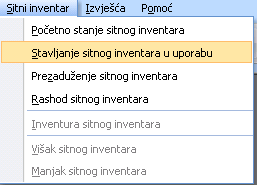 Sitni inventar Izvješća Pomoć
Početno stanje sitnog inventara
Stavljanje sitnog inventara u uporabu
Prezaduženje sitnog inventara
Rashod sitnog inventara
Inventura sitnog inventara
Višak sitnog inventara
Manjak sitnog inventara